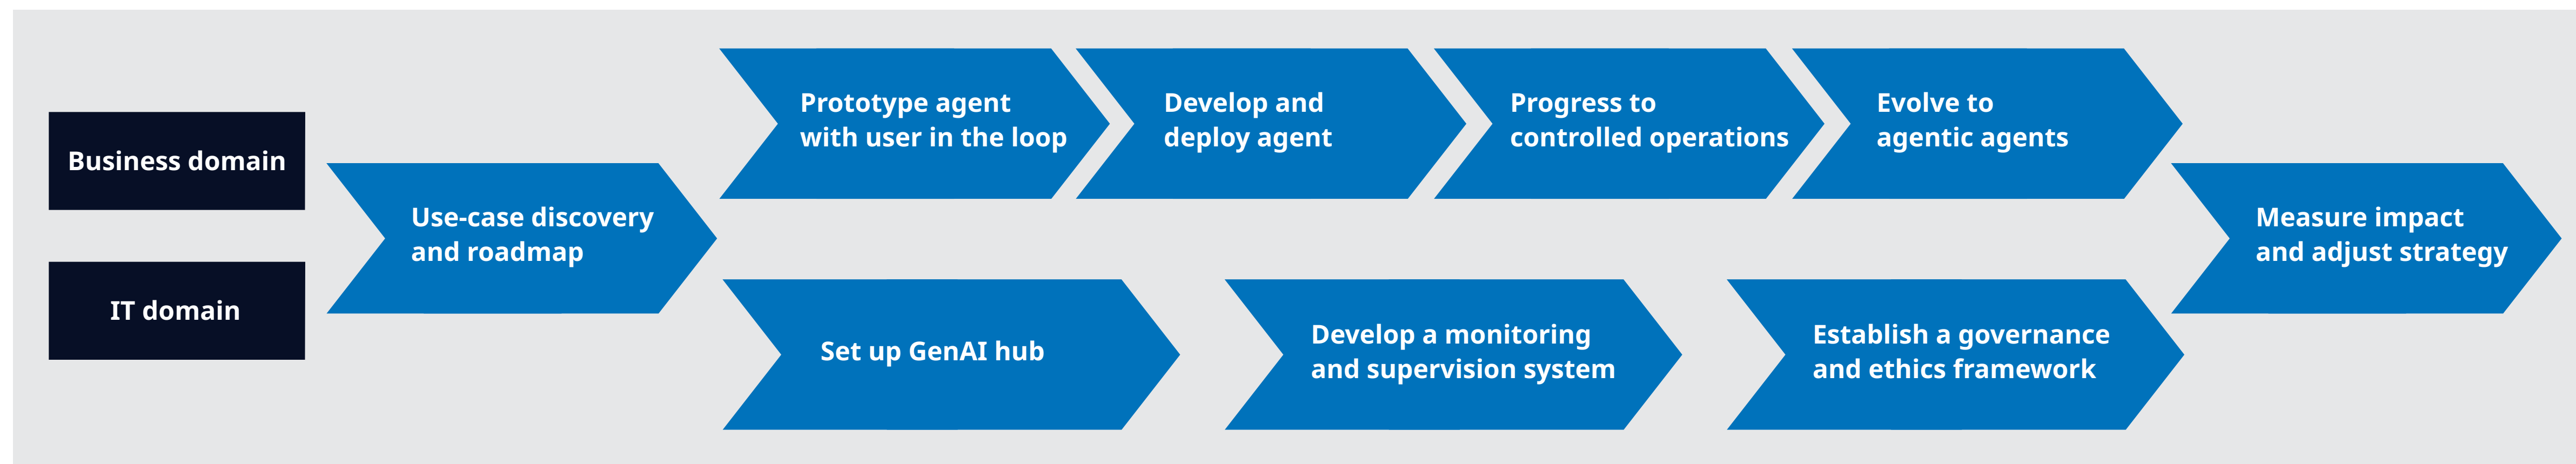 Business domain
IT domain
Use-case discovery
and roadmap
Prototype agent
with user in the loop
Develop and
deploy agent
Progress to
controlled operations
Evolve to
agentic agents
Set up GenAI hub
Develop a monitoring
and supervision system
Establish a governance
and ethics framework
Measure impact
and adjust strategy